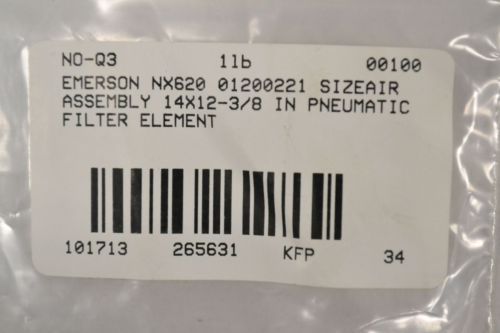 NO-Q3 1lb 00100
EMERSON NX620 01200221 SIZEAIR
ASSEMBLY 14X12-3/8 IN PNEUMATIC
FILTER ELEMENT
101713 265631 KFP 34